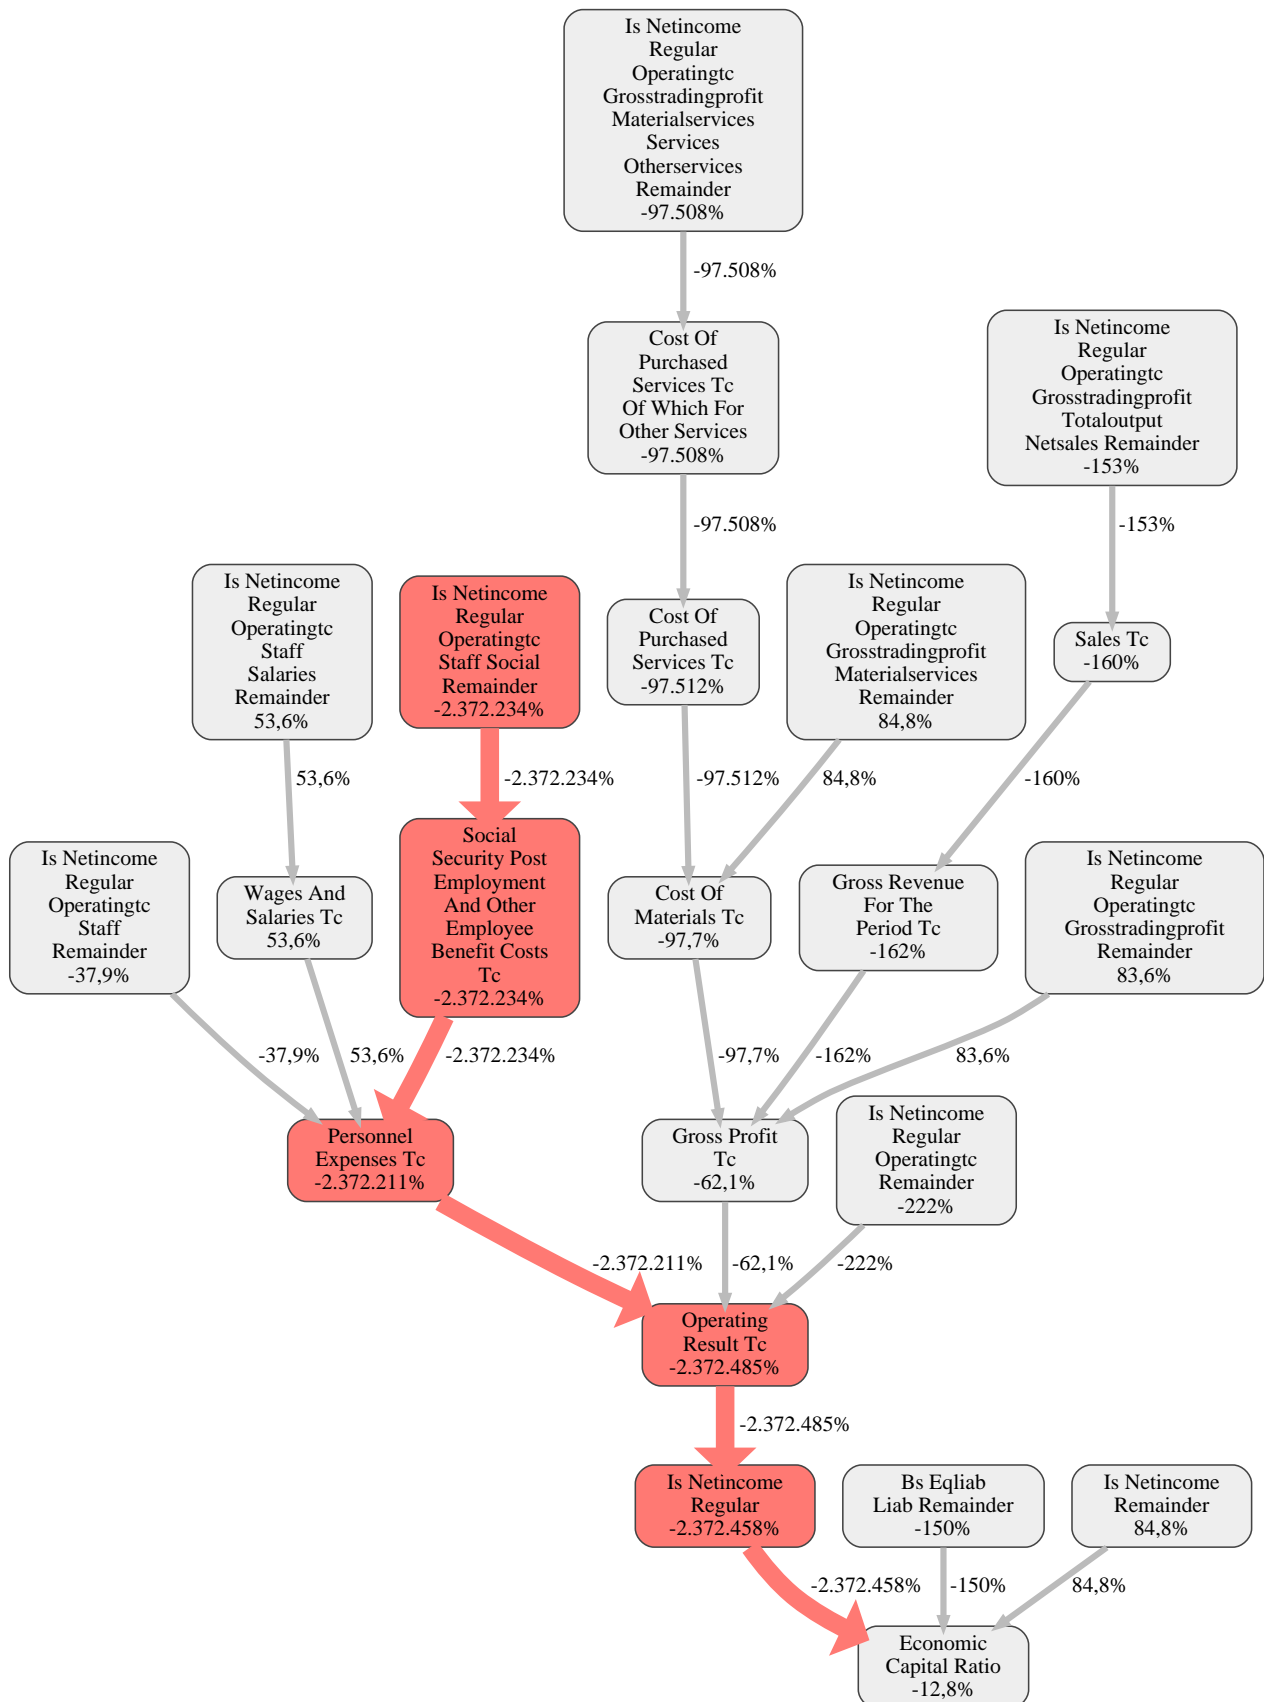 Is Netincome
Regular
Operatingtc
Grosstradingprofit
Materialservices
Services
Otherservices
Remainder
-97.508%
-97.508%
Cost Of
Purchased
Services Tc
Of Which For
Other Services
-97.508%
Is Netincome
Regular
Operatingtc
Grosstradingprofit
Totaloutput
Netsales Remainder
-153%
-97.508%
-153%
Is Netincome
Regular
Operatingtc
Staff
Salaries
Remainder
53,6%
Is Netincome
Regular
Operatingtc
Staff Social
Remainder
-2.372.234%
Cost Of
Purchased
Services Tc
-97.512%
Is Netincome
Regular
Operatingtc
Grosstradingprofit
Materialservices
Remainder
84,8%
Sales Tc
-160%
53,6%
-2.372.234%
-97.512%
84,8%
-160%
Is Netincome
Regular
Operatingtc
Staff
Remainder
-37,9%
Wages And
Salaries Tc
53,6%
Social
Security Post
Employment
And Other
Employee
Benefit Costs
Tc
-2.372.234%
Cost Of
Materials Tc
-97,7%
Gross Revenue
For The
Period Tc
-162%
Is Netincome
Regular
Operatingtc
Grosstradingprofit
Remainder
83,6%
-37,9%
53,6%
-2.372.234%
-97,7%
-162%
83,6%
Personnel
Expenses Tc
-2.372.211%
Gross Profit
Tc
-62,1%
Is Netincome
Regular
Operatingtc
Remainder
-222%
-2.372.211%
-62,1%
-222%
Operating
Result Tc
-2.372.485%
-2.372.485%
Is Netincome
Regular
-2.372.458%
Bs Eqliab
Liab Remainder
-150%
Is Netincome
Remainder
84,8%
-2.372.458%
-150%
84,8%
Economic
Capital Ratio
-12,8%